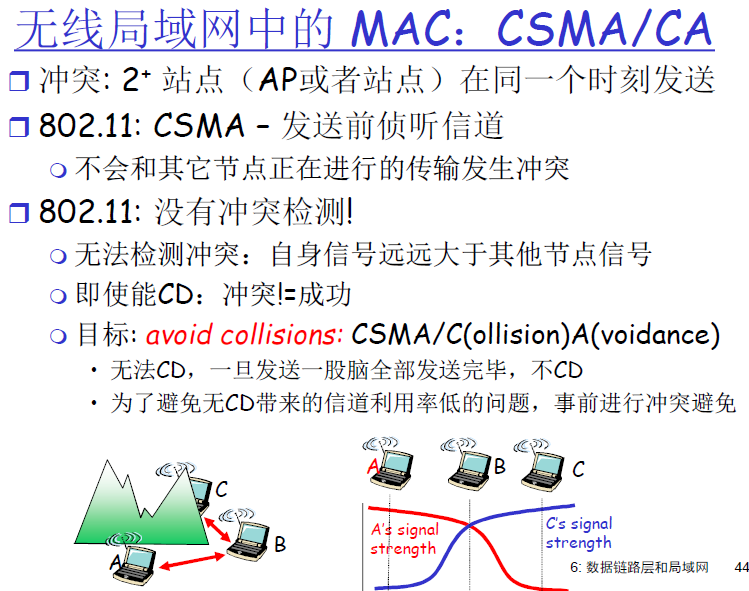 无线局域网中的 MAC：CSMA/CA
冲突: 2+ 站点（AP或者站点）在同一个时刻发送
802.11: CSMA – 发送前侦听信道
不会和其它节点正在进行的传输发生冲突
802.11: 没有冲突检测!
无法检测冲突：自身信号远远大于其他节点信号
即使能CD：冲突!=成功
目标: avoid collisions: CSMA/C(ollision)A(voidance)
• 无法CD，一旦发送一股脑全部发送完毕，不CD
• 为了避免无CD带来的信道利用率低的问题，事前进行冲突避免
C
B
A
A
B
C
A's signal
strength
C's signal
strength
6: 数据链路层和局域网
44